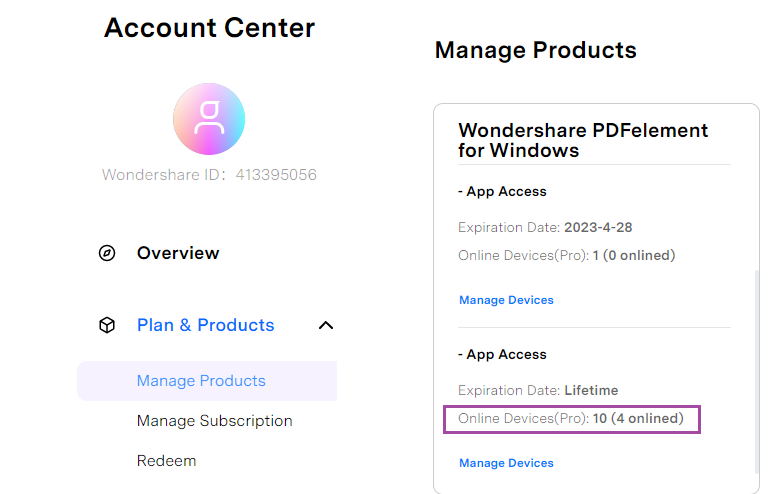 Account Center
Wondershare ID: 413395056
Overview
Plan & Products
Manage Products
Manage Subscription
Redeem
Manage Products
Wondershare PDFelement
for Windows
- App Access
Expiration Date: 2023-4-28
Online Devices(Pro): 1 (0 onlined)
Manage Devices
- App Access
Expiration Date: Lifetime
Online Devices(Pro): 10 (4 onlined)
Manage Devices